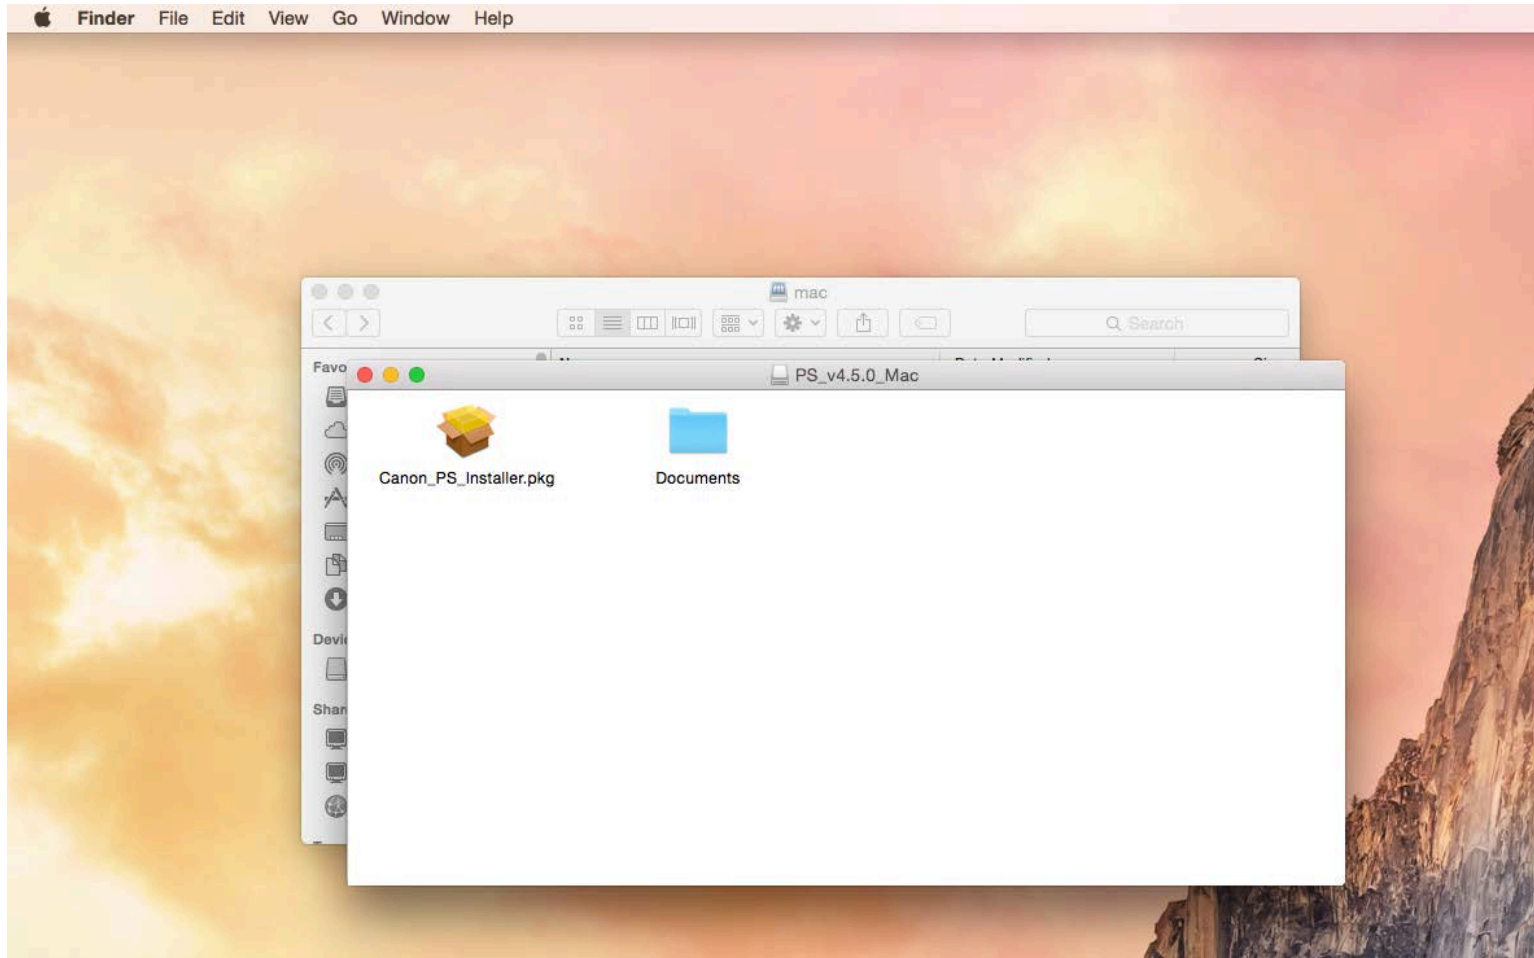 Finder File Edit View Go Window Help
mac
Search
Favo
PS_v4.5.0_Mac
Canon_PS_Installer.pkg
Documents
Devi
Shar